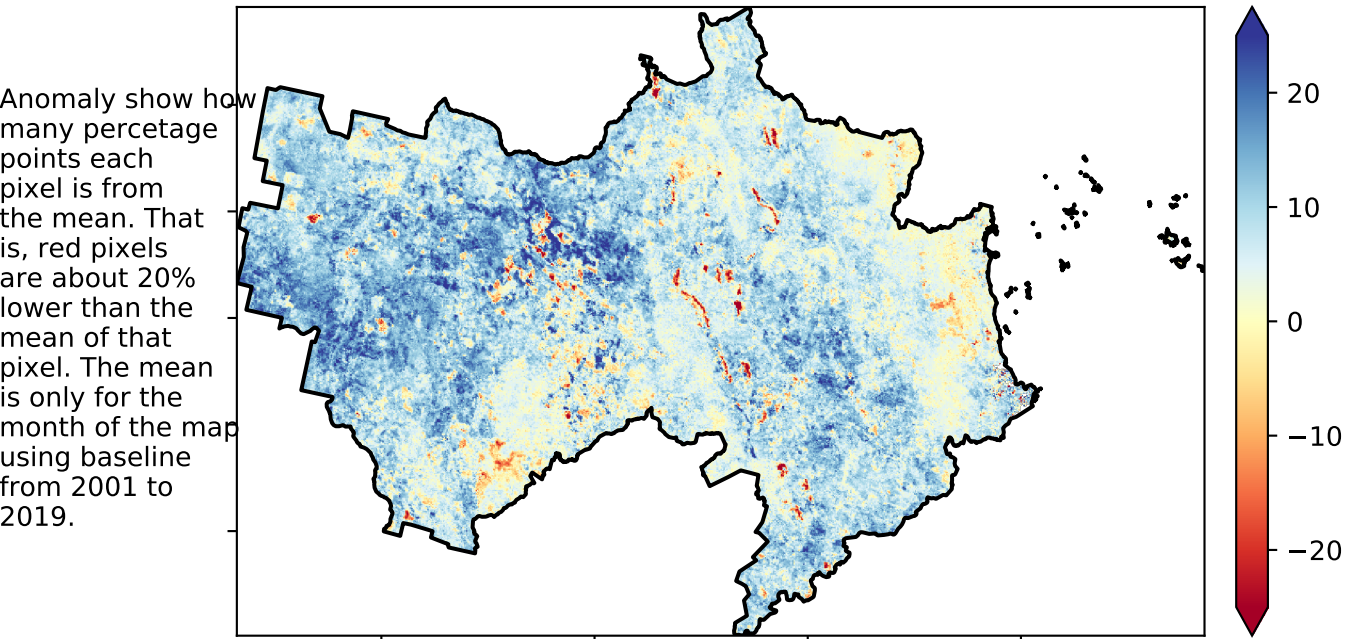 Anomaly show how
many percetage
points each
pixel is from
the mean. That
is, red pixels
are about 20%
lower than the
mean of that
pixel. The mean
is only for the
month of the map
using baseline
from 2001 to
2019.
20
10
0
−10
−20